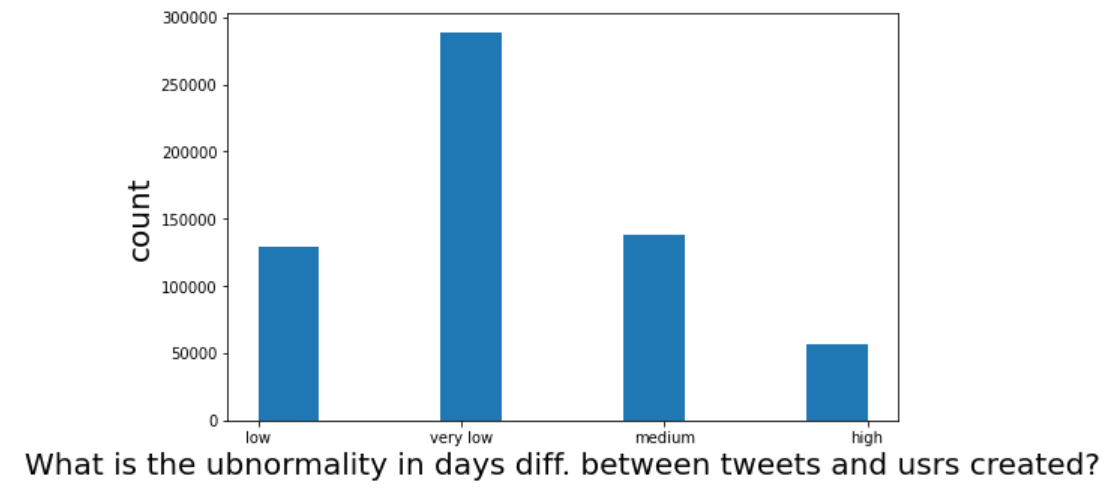 300000
250000
200000
150000
100000
50000
0
count
low very low medium high
What is the ubnormality in days diff. between tweets and usrs created?